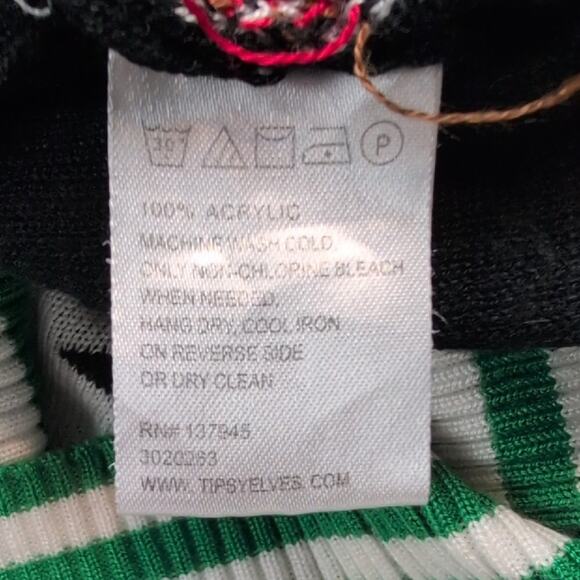 30°
P
100% ACRYLIC
MACHINE WASH COLD,
ONLY NON-CHLORINE BLEACH
WHEN NEEDED,
HANG DRY, COOL IRON
ON REVERSE SIDE
OR DRY CLEAN
RN# 137945
3020263
WWW.TIPSYELVES.COM